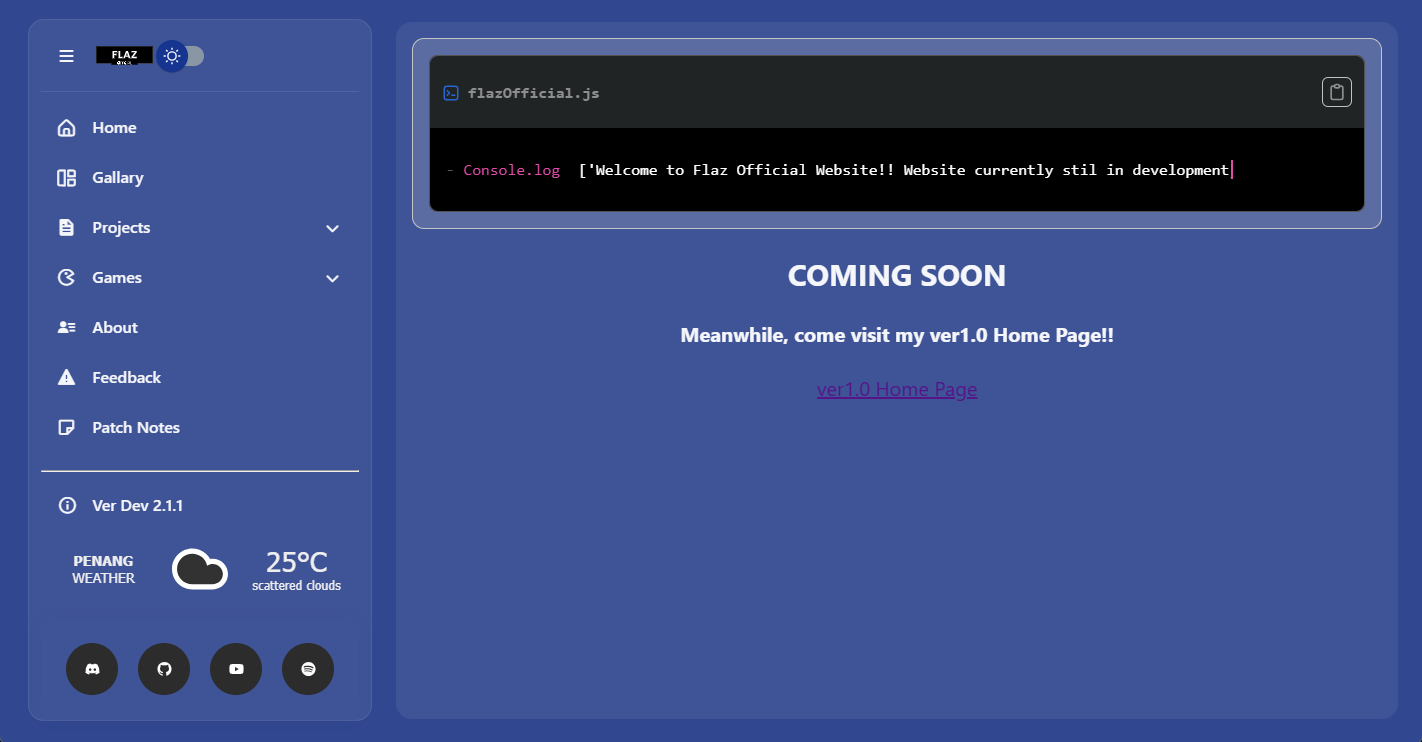 FLAZ
Home
Gallary
Projects
Games
About
Feedback
Patch Notes
Ver Dev 2.1.1
PENANG
WEATHER
25°C
scattered clouds
flazOfficial.js
- Console.log ['Welcome to Flaz Official Website!! Website currently stil in development
COMING SOON
Meanwhile, come visit my ver1.0 Home Page!!
ver1.0 Home Page